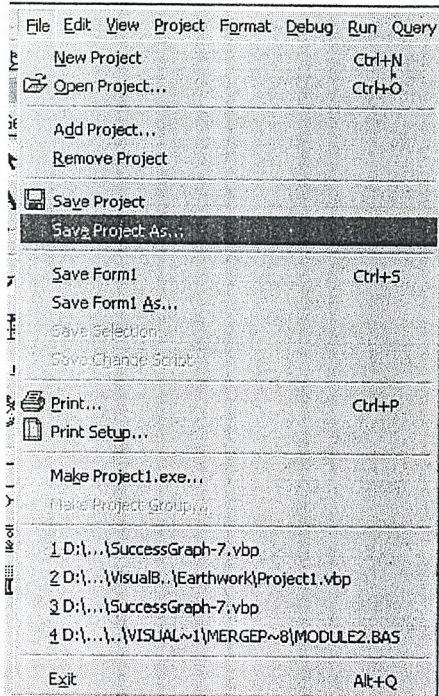 File Edit View Project Format Debug Run Query
New Project Ctrl+N
Open Project... Ctrl+O
Add Project...
Remove Project
Save Project
Save Project As...
Save Form1 Ctrl+S
Save Form1 As...
Save Selection
Save Change Script
Print... Ctrl+P
Print Setup...
Make Project1.exe...
Make Project Group...
1 D:\...\SuccessGraph-7.vbp
2 D:\...\VisualB..\Earthwork\Project1.vbp
3 D:\...\SuccessGraph-7.vbp
4 D:\...\..\VISUAL~1\MERGEP~8\MODULE2.BAS
Exit Alt+Q